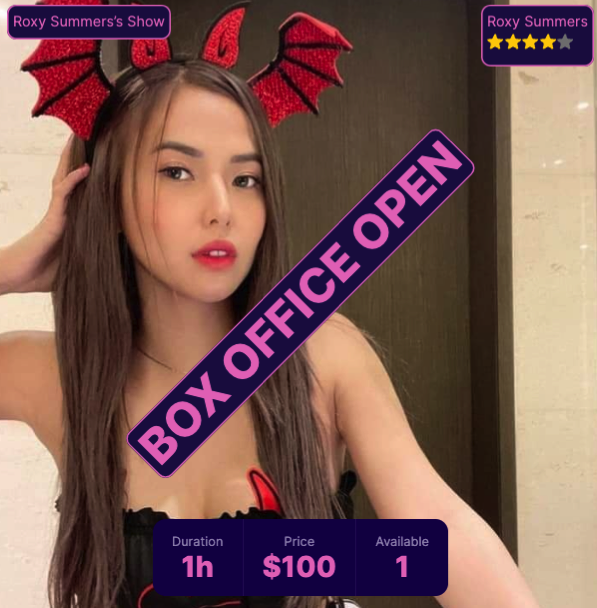 Roxy Summers's Show
Roxy Summers
BOX OFFICE OPEN
Duration
1h
Price
$100
Available
1